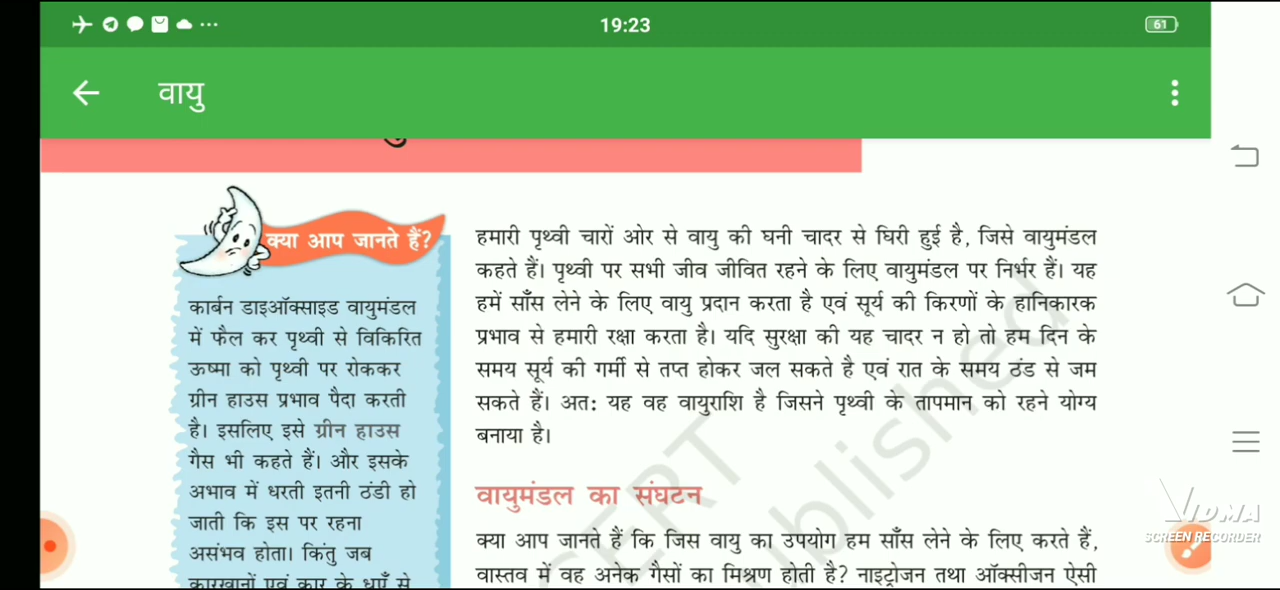 19:23
61
वायु
क्या आप जानते हैं?
कार्बन डाइऑक्साइड वायुमंडल
में फैल कर पृथ्वी से विकिरित
ऊष्मा को पृथ्वी पर रोककर
ग्रीन हाउस प्रभाव पैदा करती
है। इसलिए इसे ग्रीन हाउस
गैस भी कहते हैं। और इसके
अभाव में धरती इतनी ठंडी हो
जाती कि इस पर रहना
असंभव होता। किंतु जब
कारखानों एवं कार के धुएँ से
हमारी पृथ्वी चारों ओर से वायु की घनी चादर से घिरी हुई है, जिसे वायुमंडल
कहते हैं। पृथ्वी पर सभी जीव जीवित रहने के लिए वायुमंडल पर निर्भर हैं। यह
हमें साँस लेने के लिए वायु प्रदान करता है एवं सूर्य की किरणों के हानिकारक
प्रभाव से हमारी रक्षा करता है। यदि सुरक्षा की यह चादर न हो तो हम दिन के
समय सूर्य की गर्मी से तप्त होकर जल सकते है एवं रात के समय ठंड से जम
सकते हैं। अतः यह वह वायुराशि है जिसने पृथ्वी के तापमान को रहने योग्य
बनाया है।
वायुमंडल का संघटन
क्या आप जानते हैं कि जिस वायु का उपयोग हम साँस लेने के लिए करते हैं,
वास्तव में वह अनेक गैसों का मिश्रण होती है? नाइट्रोजन तथा ऑक्सीजन ऐसी
VIDMA
SCREEN RECORDER